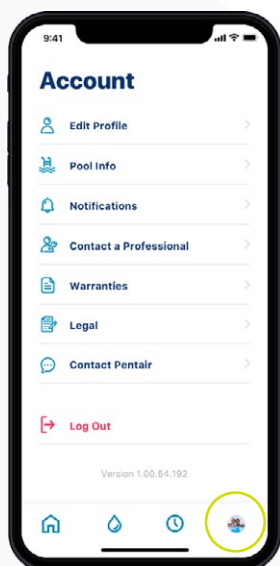 9:41
Account
Edit Profile
Pool Info
Notifications
Contact a Professional
Warranties
Legal
Contact Pentair
Log Out
Version 1.00.54.192